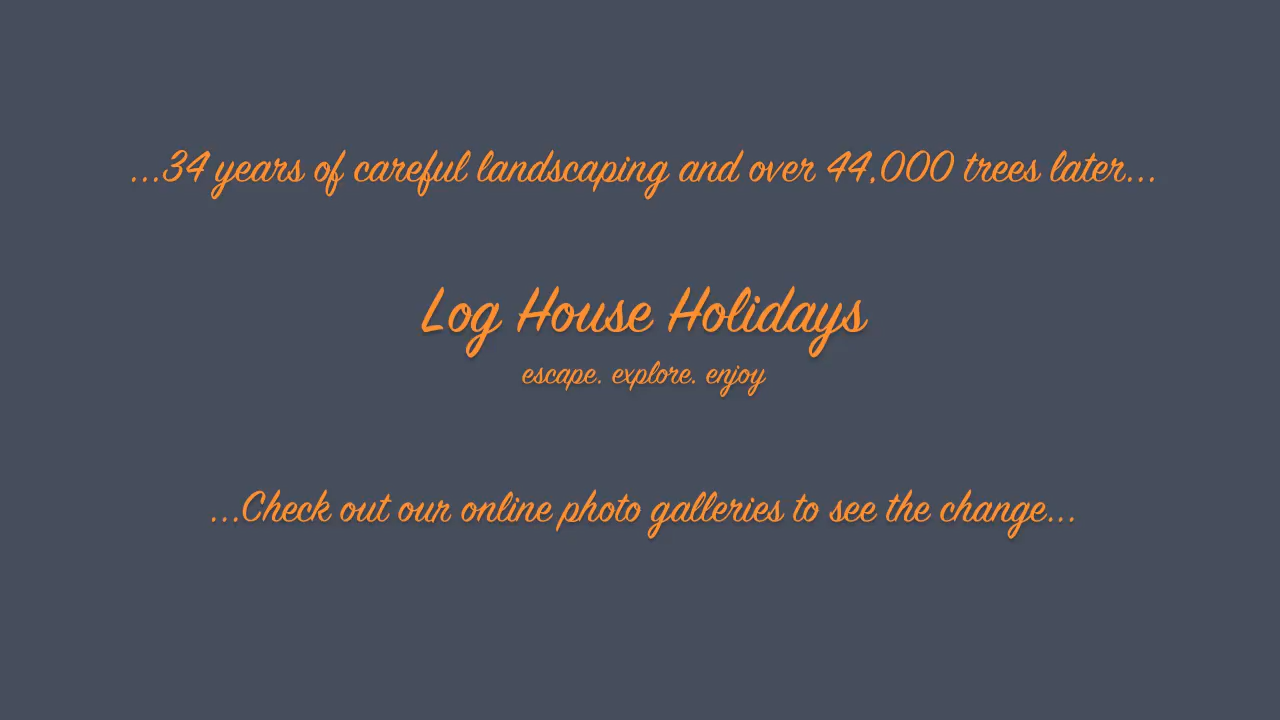 ...34 years of careful landscaping and over 44,000 trees later...
Log House Holidays
escape. explore. enjoy
...Check out our online photo galleries to see the change...